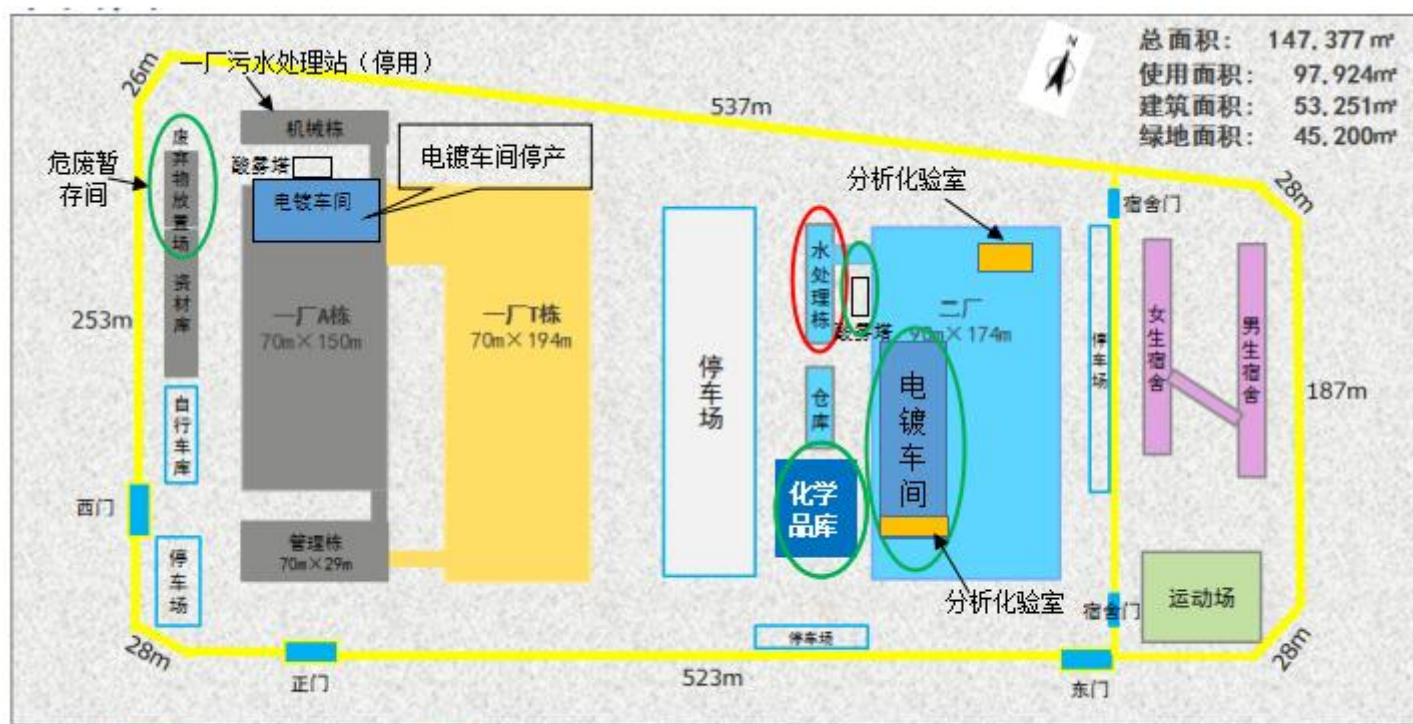 总面积: 147,377㎡
使用面积: 97,924㎡
建筑面积: 53,251㎡
绿地面积: 45,200㎡
N
一厂污水处理站（停用）
26m
537m
28m
机械栋
酸雾塔
电镀车间停产
电镀车间
危废暂
存间
废弃物放置场
资材库
253m
一厂A栋
70m×150m
一厂T栋
70m×194m
停车场
水处理栋
酸雾塔
分析化验室
二厂
90m×174m
宿舍门
停车场
女生宿舍
男生宿舍
187m
自行车库
仓库
电镀车间
化学
品库
西门
停车场
管理栋
70m×29m
分析化验室
宿舍门
运动场
停车场
28m
正门
523m
东门
28m